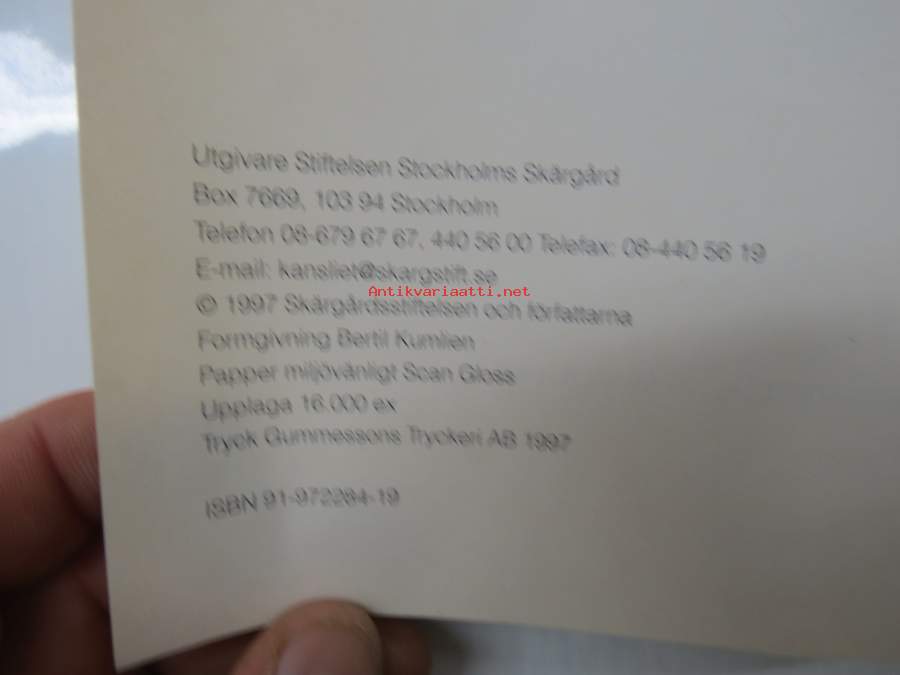 Utgivare Stiftelsen Stockholms Skärgård
Box 7669, 103 94 Stockholm
Telefon 08-679 67 67, 440 56 00 Telefax: 08-440 56 19
E-mail: kansliet@skargstift.se
Antikvariaatti.net
© 1997 Skärgårdsstiftelsen och författarna
Formgivning Bertil Kumlien
Papper miljövänligt Scan Gloss
Upplaga 16.000 ex
Tryck Gummessons Tryckeri AB 1997
ISBN 91-972284-19